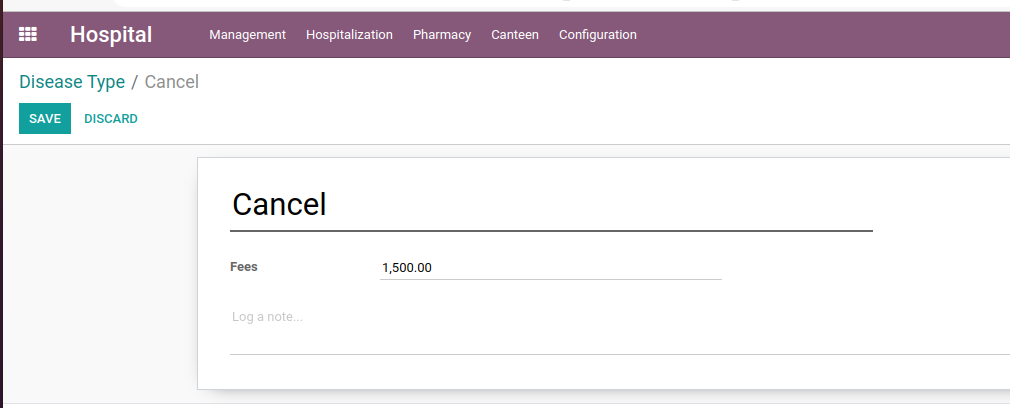 Hospital Management Hospitalization Pharmacy Canteen Configuration
Disease Type / Cancel
SAVE DISCARD
Cancel
Fees 1,500.00
Log a note...